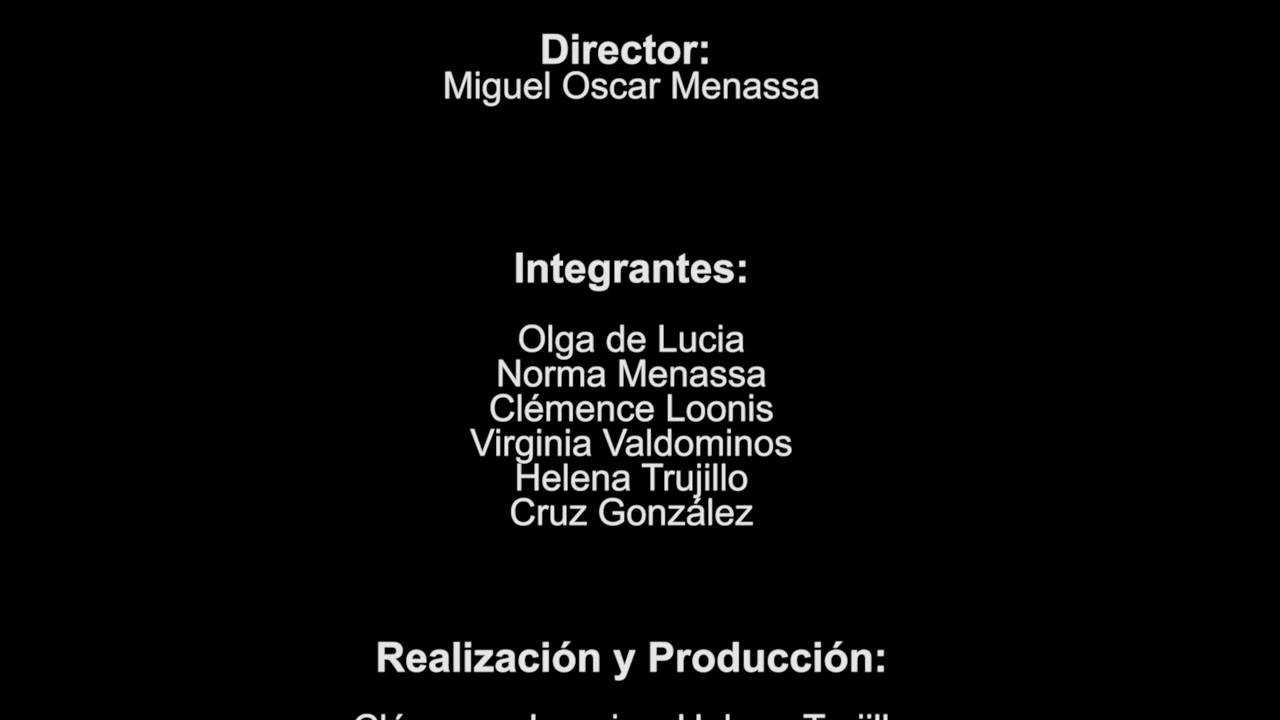 Director:
Miguel Oscar Menassa
Integrantes:
Olga de Lucia
Norma Menassa
Clémence Loonis
Virginia Valdominos
Helena Trujillo
Cruz González
Realización y Producción: